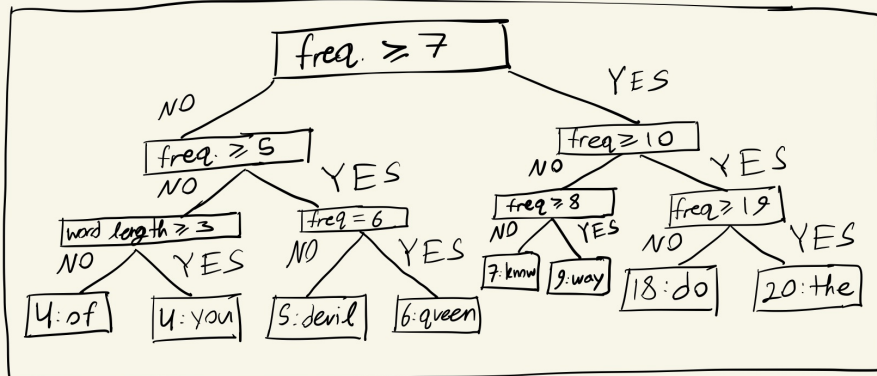 freq. ≥ 7
NO YES
freq. ≥ 5 freq ≥ 10
NO YES NO YES
word length ≥ 3 freq = 6 freq ≥ 8 freq ≥ 19
NO YES NO YES NO YES NO YES
4:of 4:you 5:devil 6:queen 7:know 9:way 18:do 20:the